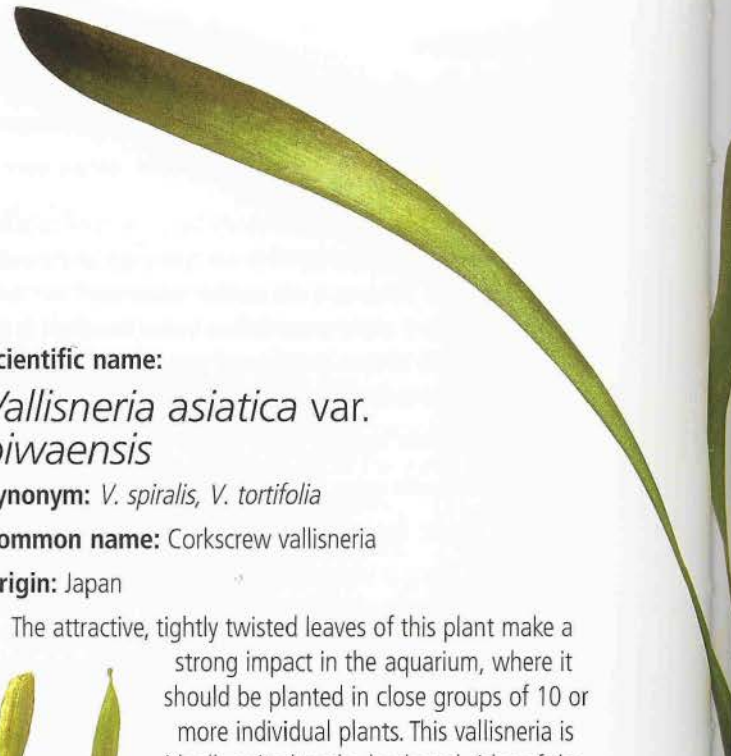 cientific name:
Vallisneria asiatica var.
biwaensis
ynonym: V. spiralis, V. tortifolia
ommon name: Corkscrew vallisneria
rigin: Japan
The attractive, tightly twisted leaves of this plant make a
strong impact in the aquarium, where it
should be planted in close groups of 10 or
more individual plants. This vallisneria is